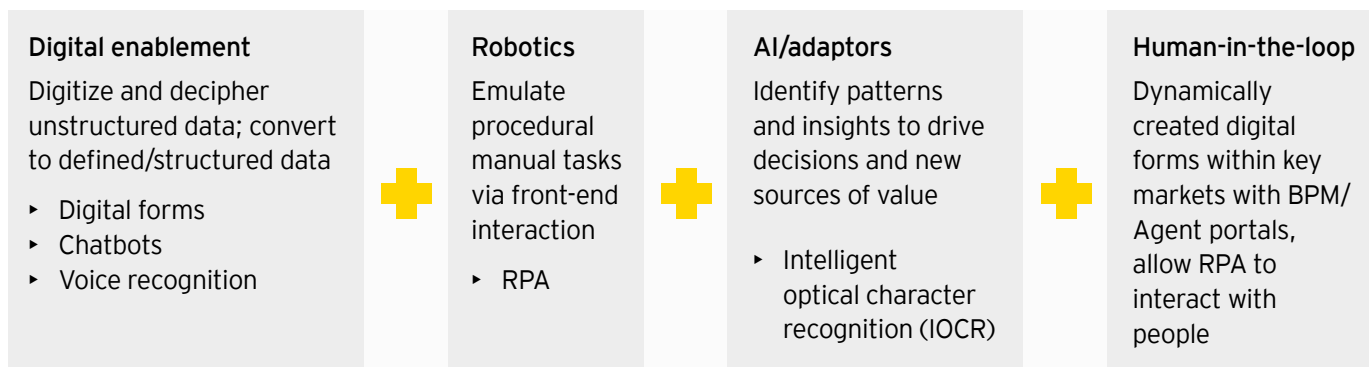 Digital enablement
Digitize and decipher
unstructured data; convert
to defined/structured data
▸ Digital forms
▸ Chatbots
▸ Voice recognition
Robotics
Emulate
procedural
manual tasks
via front-end
interaction
▸ RPA
AI/adaptors
Identify patterns
and insights to drive
decisions and new
sources of value
▸ Intelligent
optical character
recognition (IOCR)
Human-in-the-loop
Dynamically
created digital
forms within key
markets with BPM/
Agent portals,
allow RPA to
interact with
people